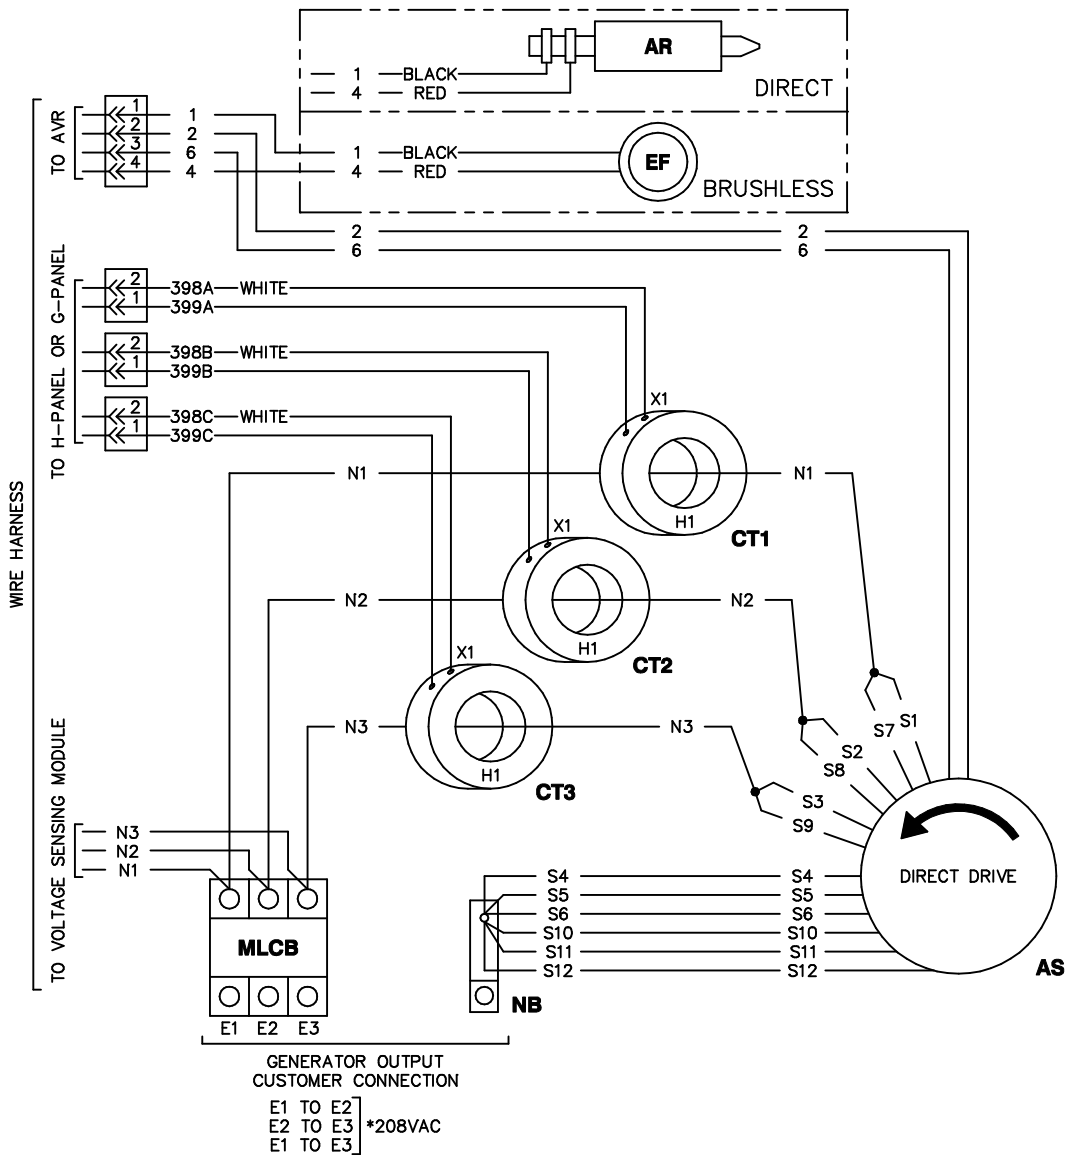 AR
1 BLACK
4 RED
DIRECT
TO AVR
1 1
2 2
3 6
4 4
1 BLACK
4 RED
EF
BRUSHLESS
2 2
6 6
WIRE HARNESS
TO H-PANEL OR G-PANEL
2 398A WHITE
1 399A
2 398B WHITE
1 399B
2 398C WHITE
1 399C
X1
N1 N1
H1
CT1
X1
N2 N2
H1
CT2
X1
N3 N3
H1
CT3
S1
S7
S2
S8
S3
S9
TO VOLTAGE SENSING MODULE
N3
N2
N1
DIRECT DRIVE
AS
S4 S4
S5 S5
S6 S6
S10 S10
S11 S11
S12 S12
MLCB
NB
E1 E2 E3
GENERATOR OUTPUT
CUSTOMER CONNECTION
E1 TO E2
E2 TO E3 *208VAC
E1 TO E3